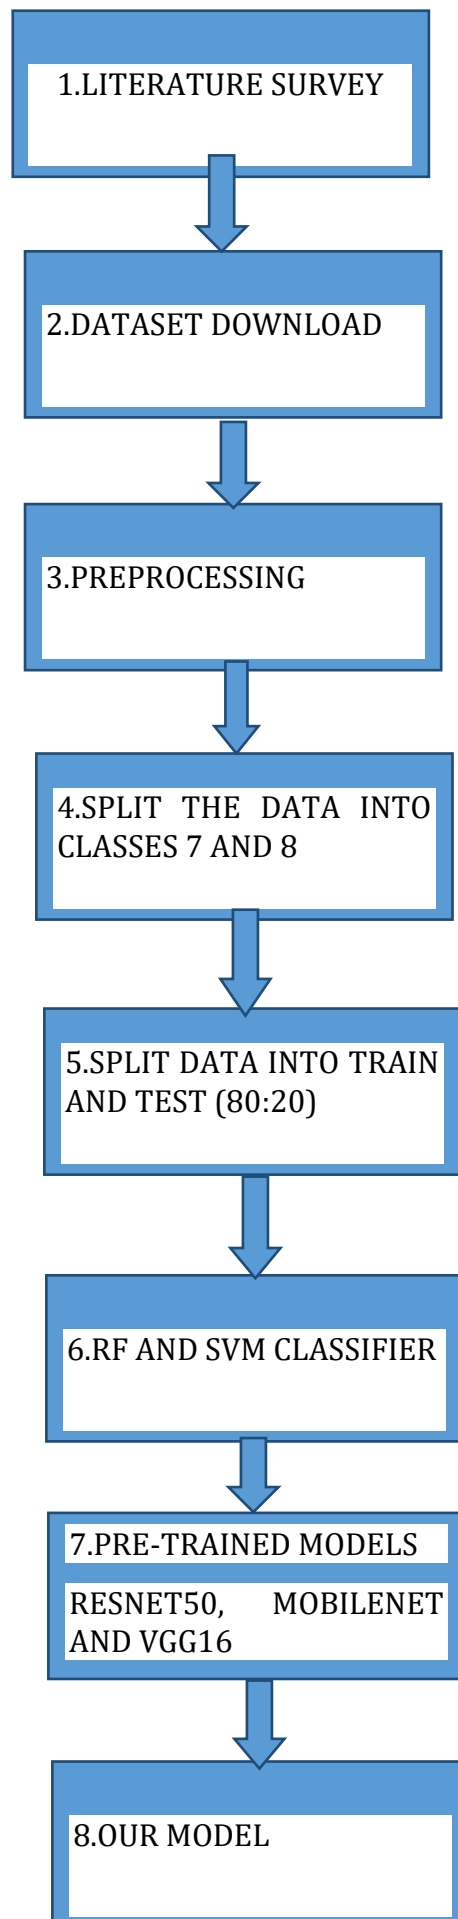 1.LITERATURE SURVEY
2.DATASET DOWNLOAD
3.PREPROCESSING
4.SPLIT THE DATA INTO
CLASSES 7 AND 8
5.SPLIT DATA INTO TRAIN
AND TEST (80:20)
6.RF AND SVM CLASSIFIER
7.PRE-TRAINED MODELS
RESNET50, MOBILENET
AND VGG16
8.OUR MODEL